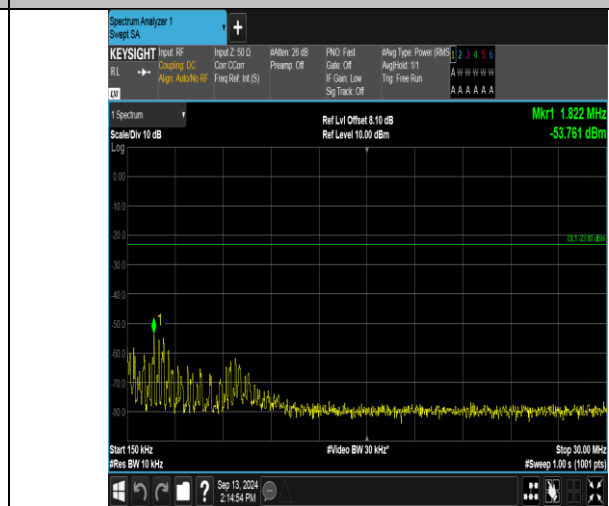 Spectrum Analyzer 1
Swept SA
+
KEYSIGHT Input: RF Input Z: 50 Ω #Atten: 26 dB PNO: Fast #Avg Type: Power (RMS 1 2 3 4 5 6
RL Coupling: DC Corr CCorr Preamp: Off Gate: Off Avg|Hold: 1/1 A W W W W W
Align: Auto/No RF Freq Ref: Int (S) IF Gain: Low Trig: Free Run
LXI Sig Track: Off A A A A A A
1 Spectrum Ref Lvl Offset 8.10 dB Mkr1 1.822 MHz
Scale/Div 10 dB Ref Level 10.00 dBm -53.761 dBm
Log
0.00
-10.0
-20.0
DL1 -23.00 dBm
-30.0
-40.0
1
-50.0
-60.0
-70.0
-80.0
Start 150 kHz #Video BW 30 kHz* Stop 30.00 MHz
#Res BW 10 kHz #Sweep 1.00 s (1001 pts)
? Sep 13, 2024
2:14:54 PM